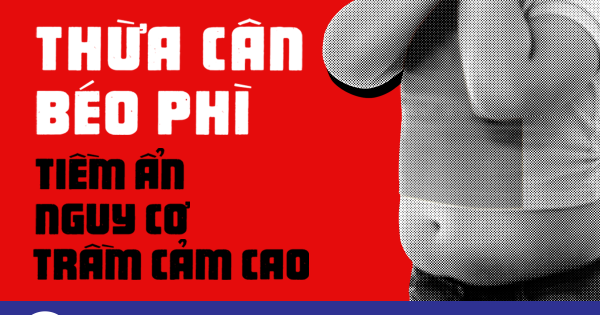 THỪA CÂN
BÉO PHÌ
TIỀM ẨN
NGUY CƠ
TRẦM CẢM CAO